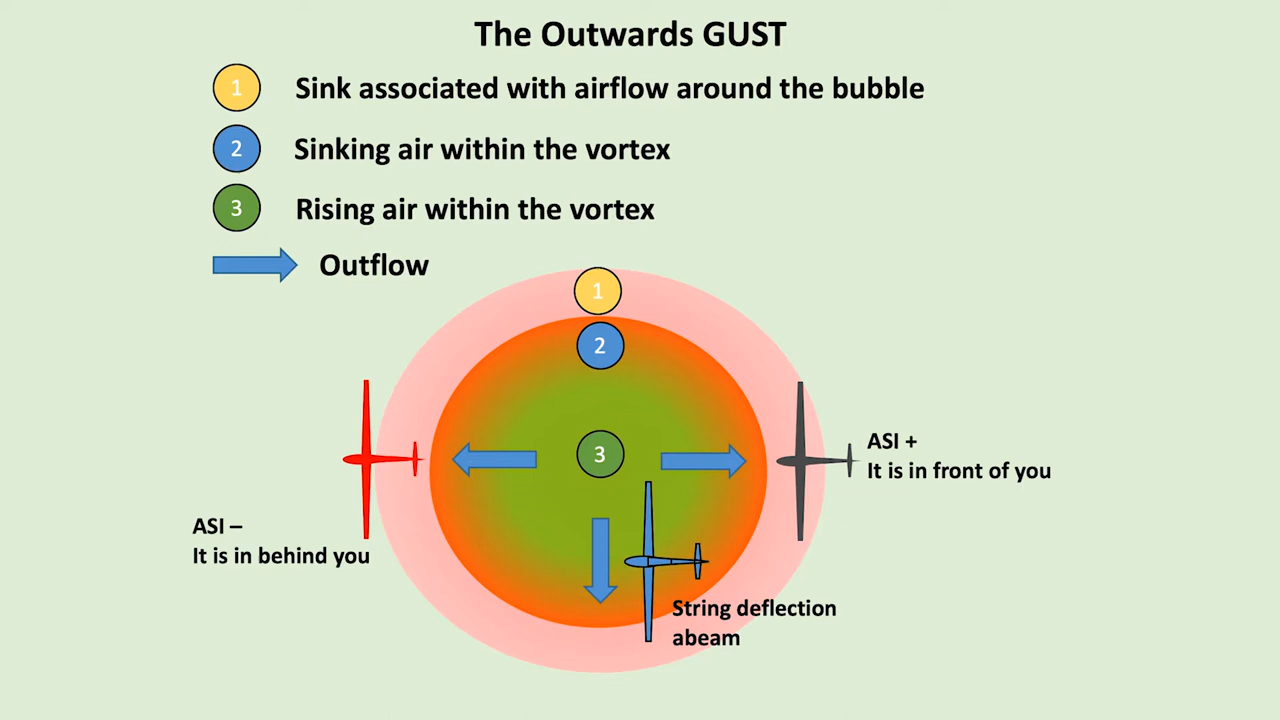 The Outwards GUST
1 Sink associated with airflow around the bubble
2 Sinking air within the vortex
3 Rising air within the vortex
Outflow
1
2
3
ASI +
It is in front of you
ASI –
It is in behind you
String deflection
abeam